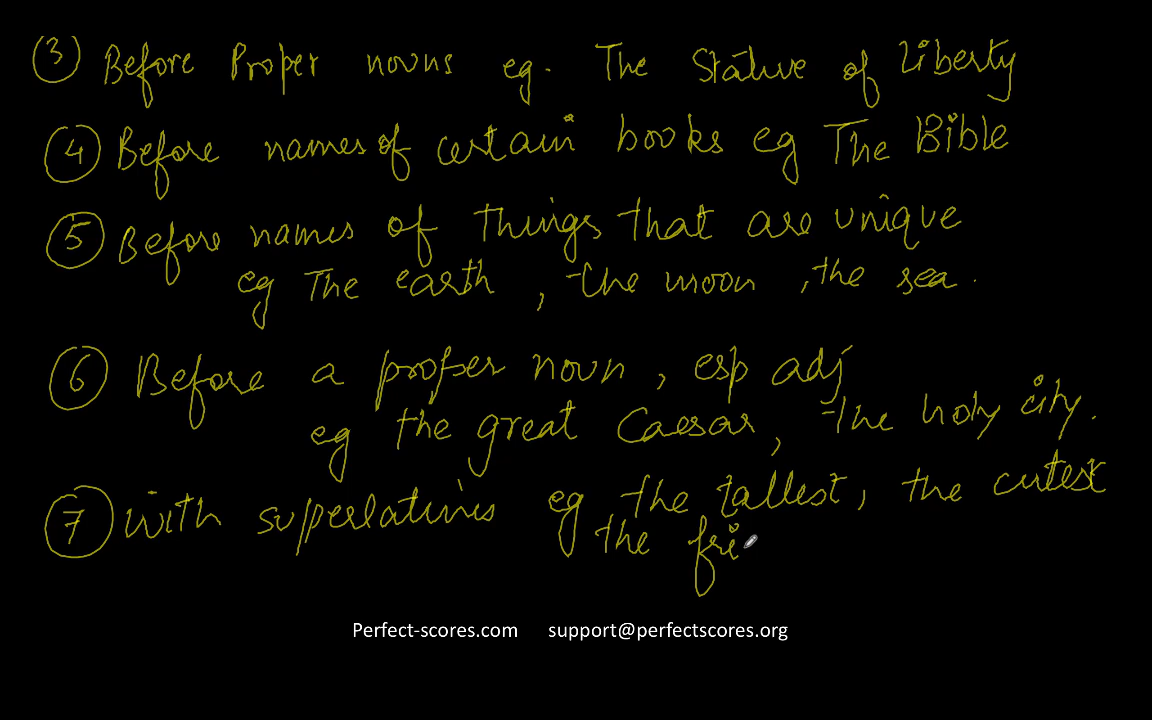 3 Before Proper nouns eg. The Statue of Liberty
4 Before names of certain books eg The Bible
5 Before names of things that are unique
eg The earth, the moon, the sea.
6 Before a proper noun, esp adj
eg the great Caesar, the holy city.
7 With superlatives eg the tallest, the cutest
the fri
Perfect-scores.com support@perfectscores.org